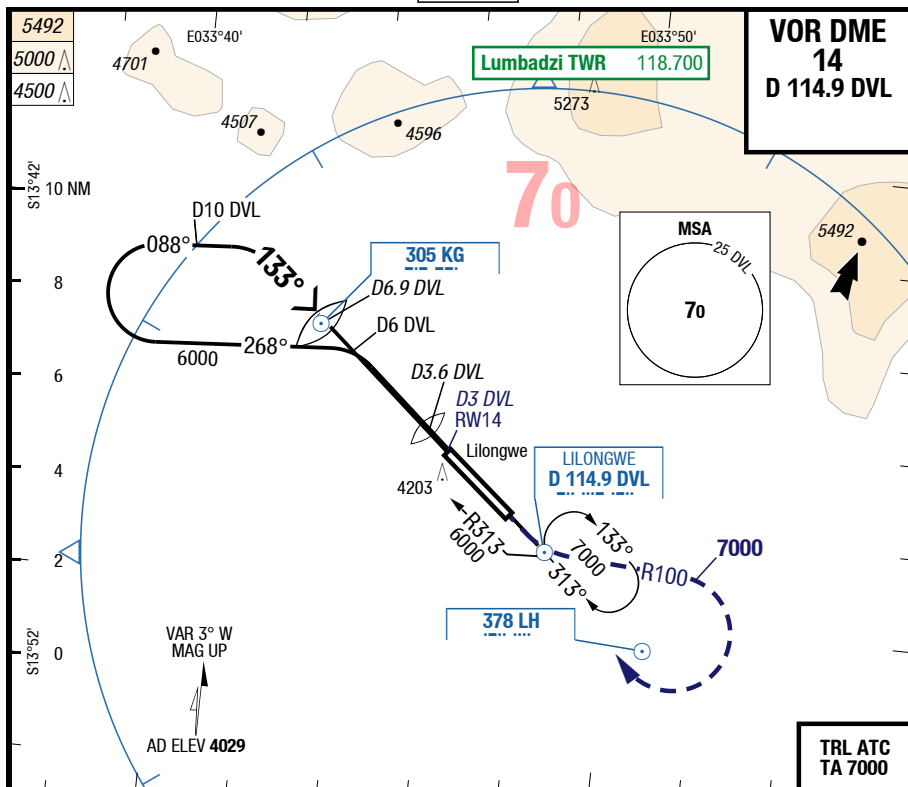 5492
5000
4500
E033°40'
E033°50'
VOR DME
14
D 114.9 DVL
Lumbadzi TWR 118.700
4701
4507
4596
5273
S13°42'
10 NM
70
D10 DVL
088°
133°
305 KG
D6.9 DVL
D6 DVL
MSA
25 DVL
70
5492
8
6000
268°
6
D3.6 DVL
D3 DVL
RW14
Lilongwe
4
4203
LILONGWE
D 114.9 DVL
R313
6000
133°
7000
313°
R100
7000
2
378 LH
S13°52'
0
VAR 3° W
MAG UP
AD ELEV 4029
TRL ATC
TA 7000